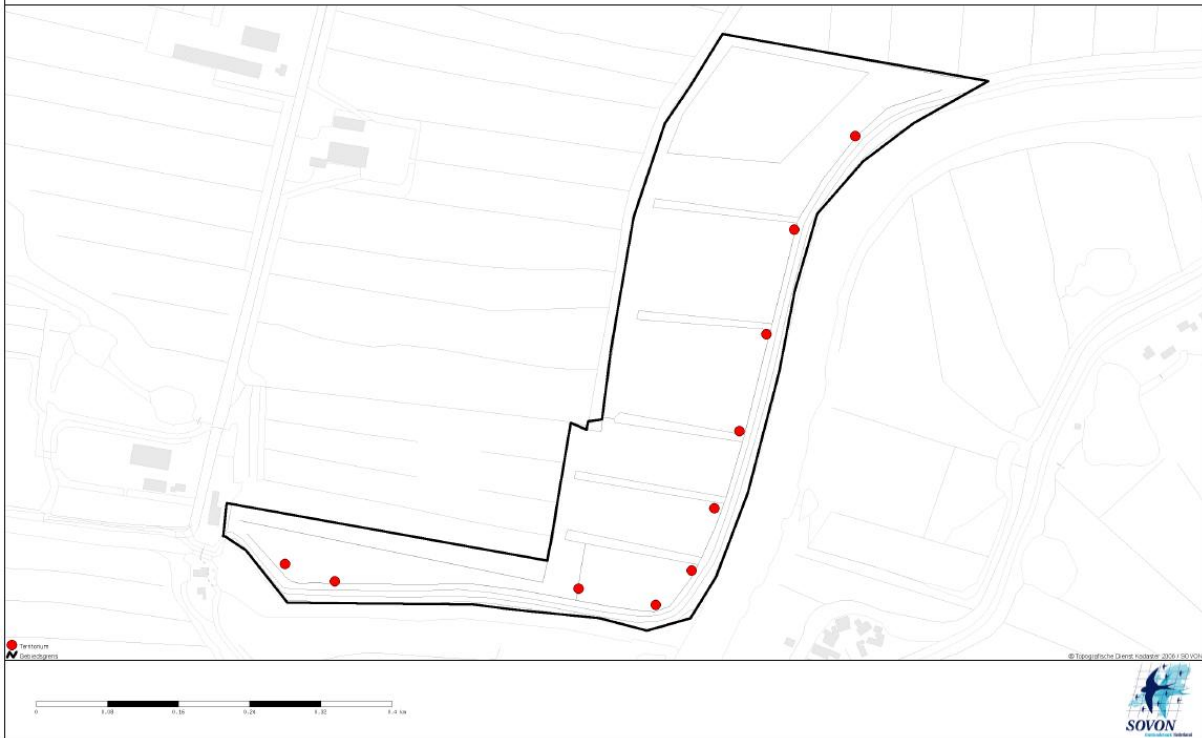 Territorium
Gebiedsgrens
© Topografische Dienst Kadaster 2006 / SOVON
0 0.08 0.16 0.24 0.32 0.4 km
SOVON